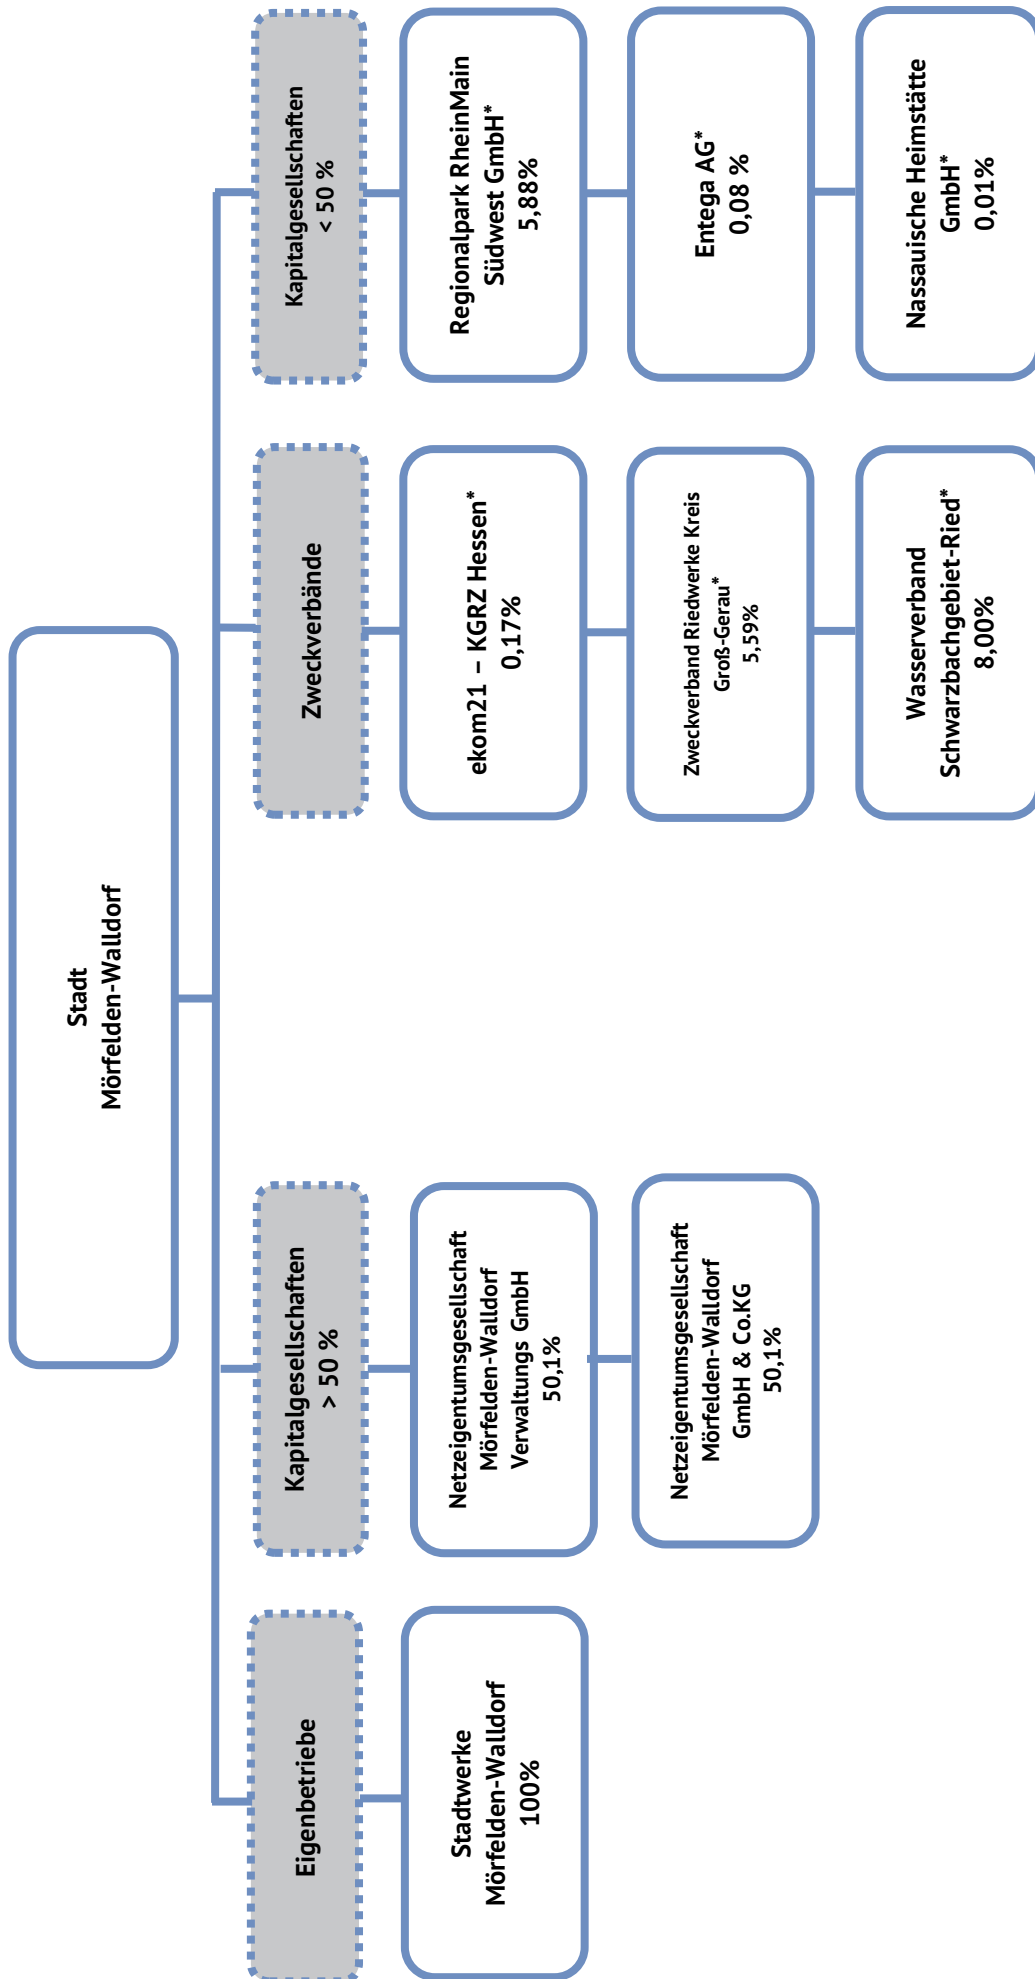 Stadt
Mörfelden-Walldorf
Eigenbetriebe
Stadtwerke
Mörfelden-Walldorf
100%
Kapitalgesellschaften
> 50 %
Netzeigentumsgesellschaft
Mörfelden-Walldorf
Verwaltungs GmbH
50,1%
Netzeigentumsgesellschaft
Mörfelden-Walldorf
GmbH & Co.KG
50,1%
Zweckverbände
ekom21 – KGRZ Hessen*
0,17%
Zweckverband Riedwerke Kreis
Groß-Gerau*
5,59%
Wasserverband
Schwarzbachgebiet-Ried*
8,00%
Kapitalgesellschaften
< 50 %
Regionalpark RheinMain
Südwest GmbH*
5,88%
Entega AG*
0,08 %
Nassauische Heimstätte
GmbH*
0,01%